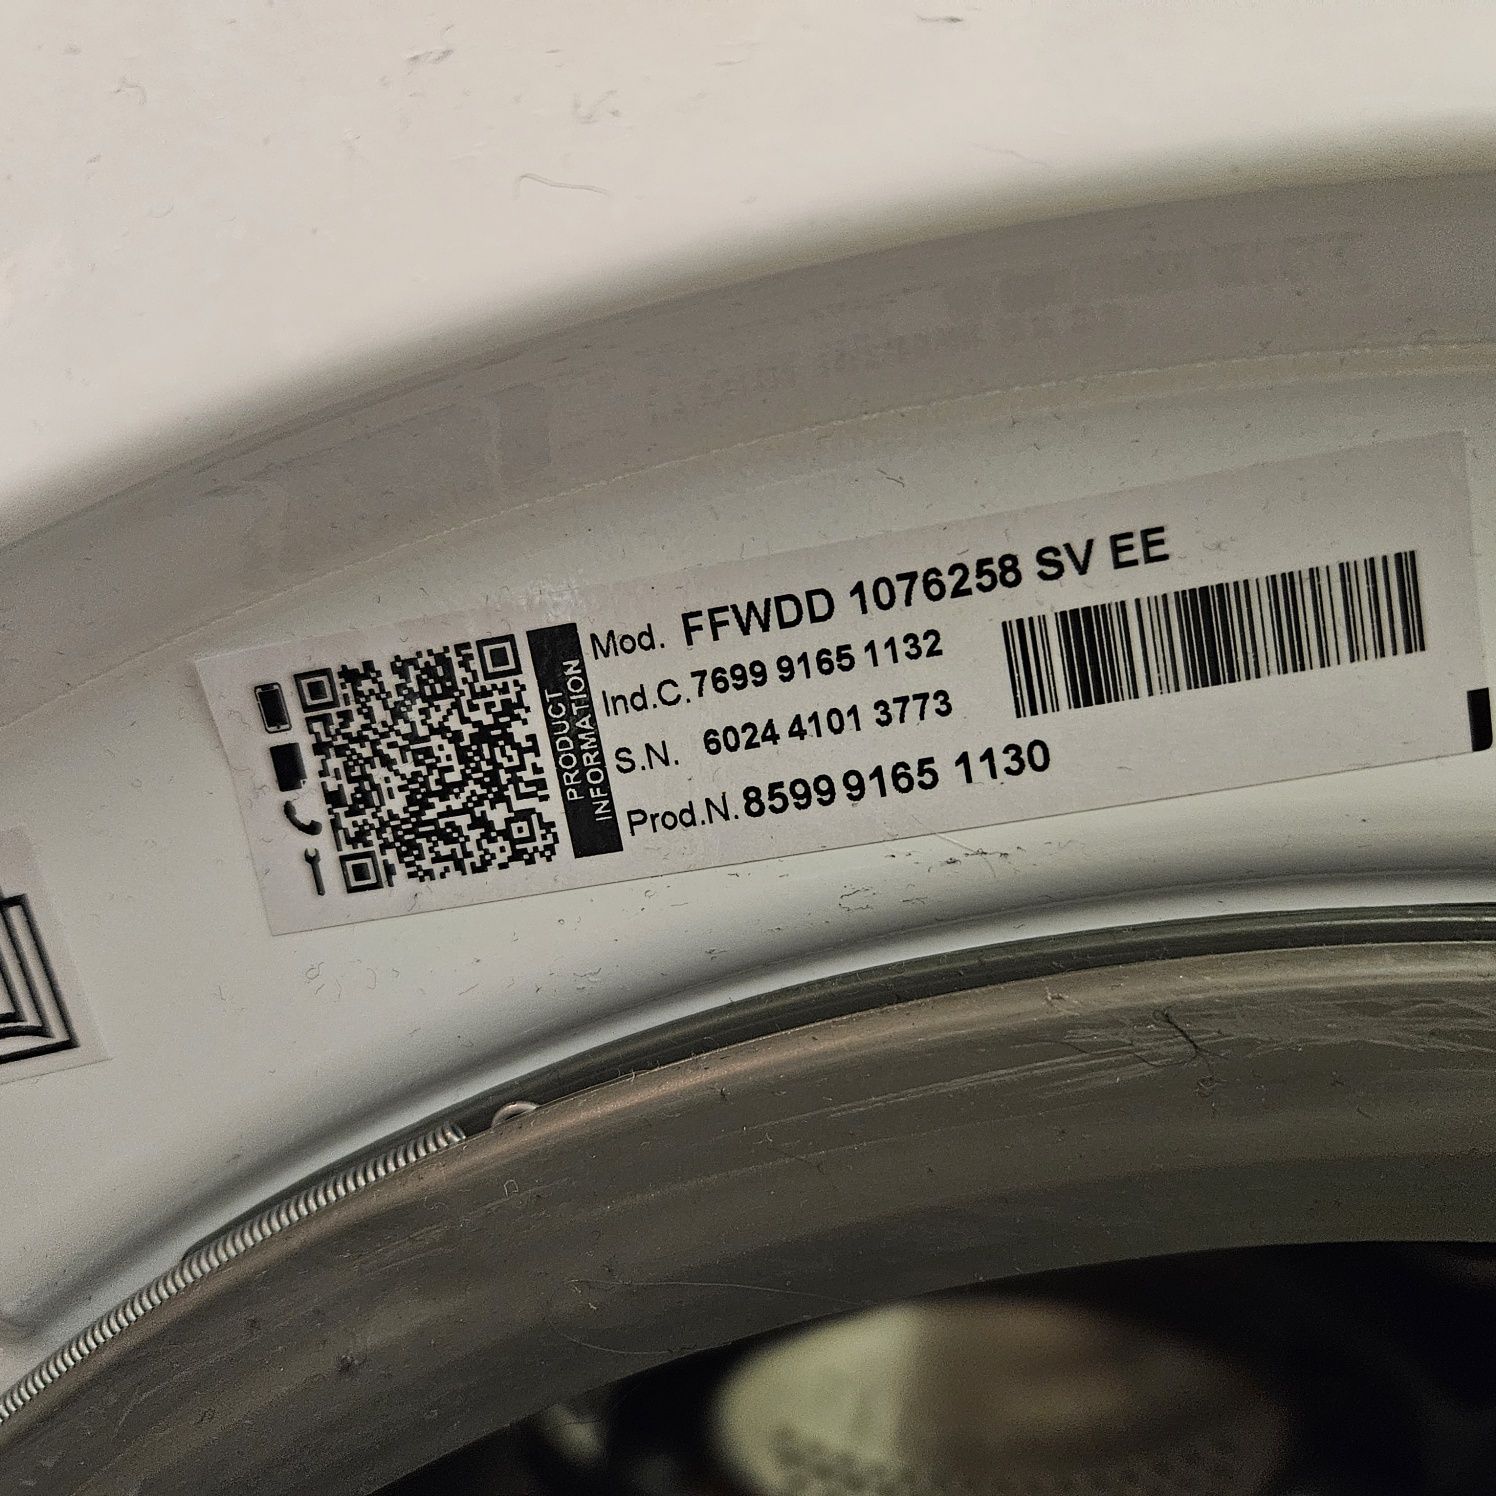 PRODUCT
INFORMATION
Mod. FFWDD 1076258 SV EE
Ind.C. 7699 9165 1132
S.N. 6024 4101 3773
Prod.N. 8599 9165 1130